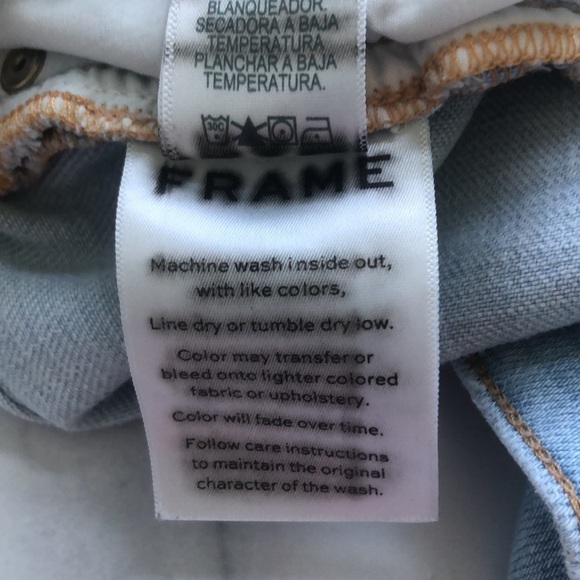 BLANQUEADOR.
SECADORA A BAJA
TEMPERATURA
PLANCHAR A BAJA
TEMPERATURA.
30C
FRAME
Machine wash inside out,
with like colors,
Line dry or tumble dry low.
Color may transfer or
bleed onto lighter colored
fabric or upholstery.
Color will fade over time.
Follow care instructions
to maintain the original
character of the wash.